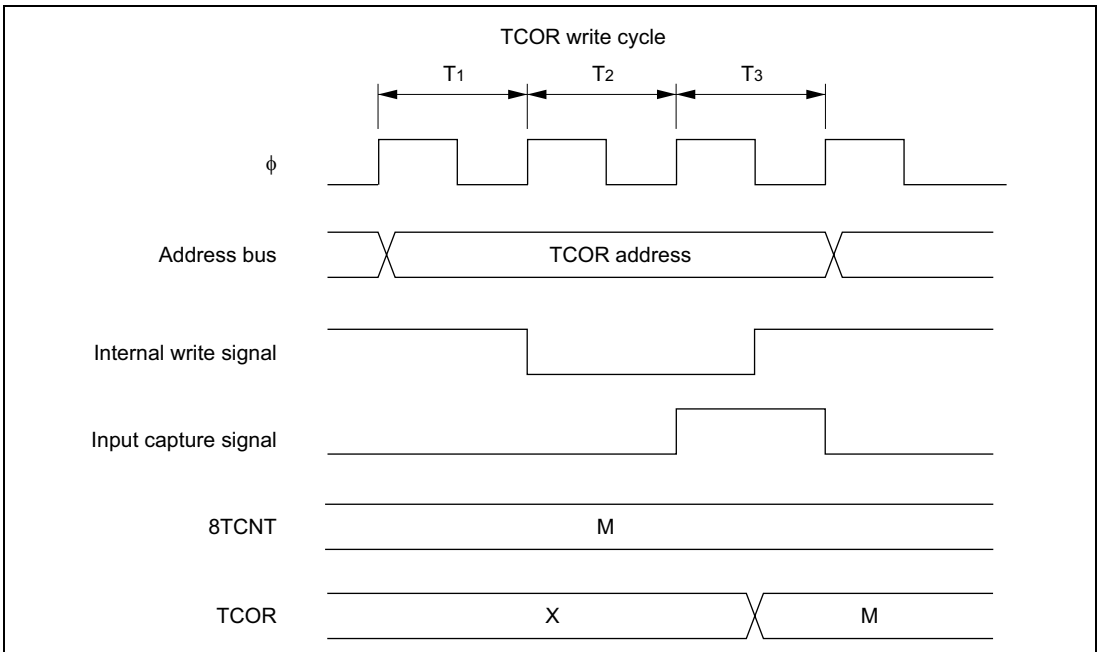 TCOR write cycle
T1 T2 T3
ϕ
Address bus TCOR address
Internal write signal
Input capture signal
8TCNT M
TCOR X M